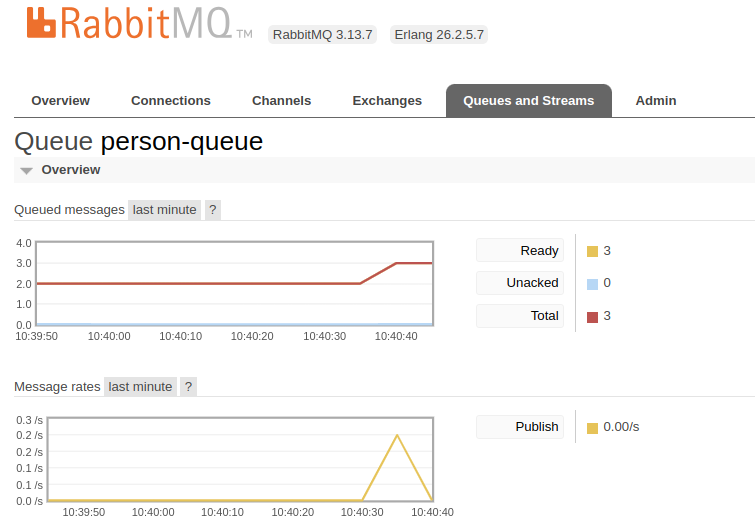 RabbitMQ TM RabbitMQ 3.13.7 Erlang 26.2.5.7
Overview Connections Channels Exchanges Queues and Streams Admin
Queue person-queue
Overview
Queued messages last minute ?
4.0
3.0
2.0
1.0
0.0
10:39:50 10:40:00 10:40:10 10:40:20 10:40:30 10:40:40
Ready 3
Unacked 0
Total 3
Message rates last minute ?
0.3 /s
0.2 /s
0.2 /s
0.1 /s
0.1 /s
0.0 /s
10:39:50 10:40:00 10:40:10 10:40:20 10:40:30 10:40:40
Publish 0.00/s